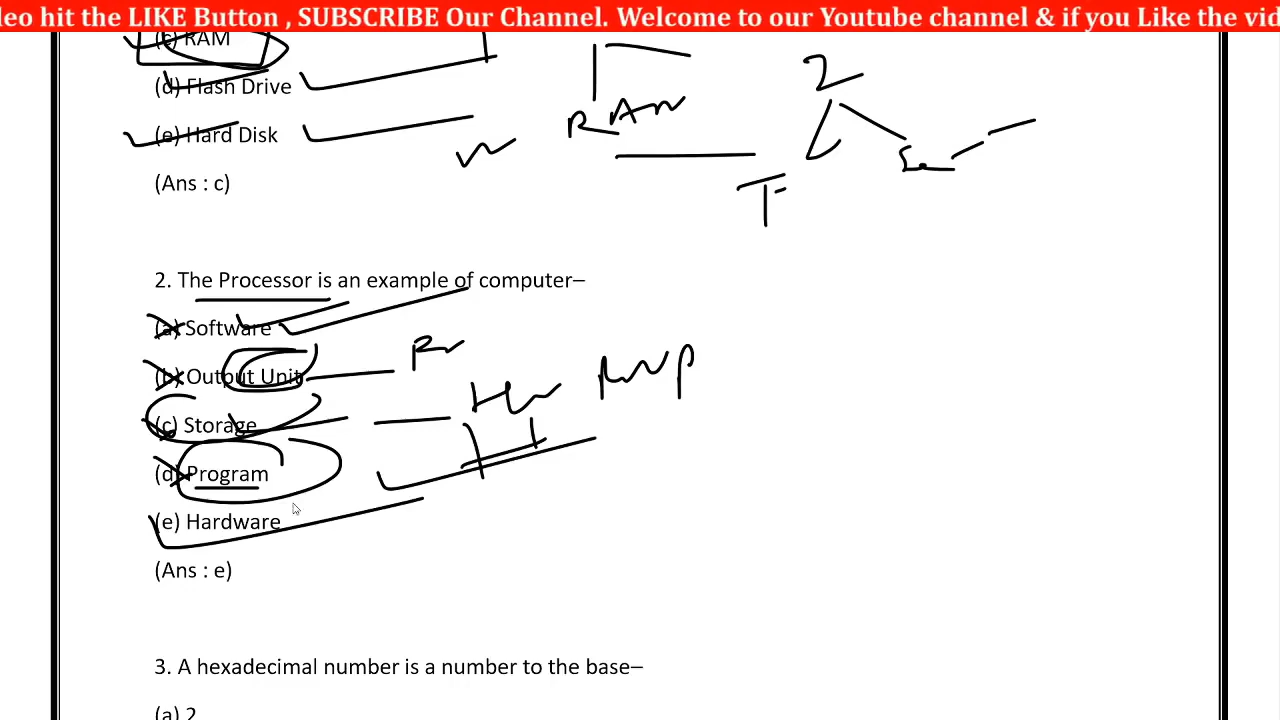 deo hit the LIKE Button , SUBSCRIBE Our Channel. Welcome to our Youtube channel & if you Like the vid
(c) RAM
(d) Flash Drive
(e) Hard Disk
(Ans : c)
RAM
2
2. The Processor is an example of computer–
(a) Software
(b) Output Unit
(c) Storage
(d) Program
(e) Hardware
(Ans : e)
3. A hexadecimal number is a number to the base–
(a) 2